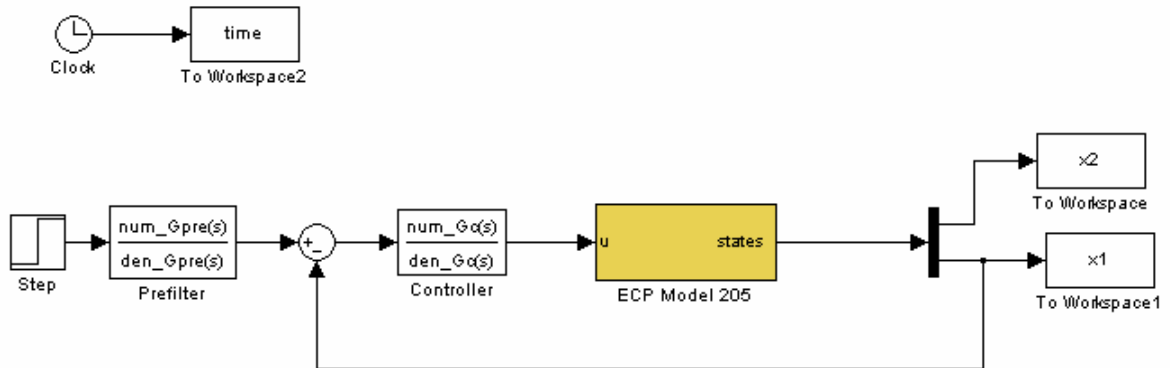 time
Clock
To Workspace2
x2
To Workspace
num_Gpre(s)
den_Gpre(s)
+
-
num_Gc(s)
den_Gc(s)
u
states
x1
Step
Prefilter
Controller
ECP Model 205
To Workspace1